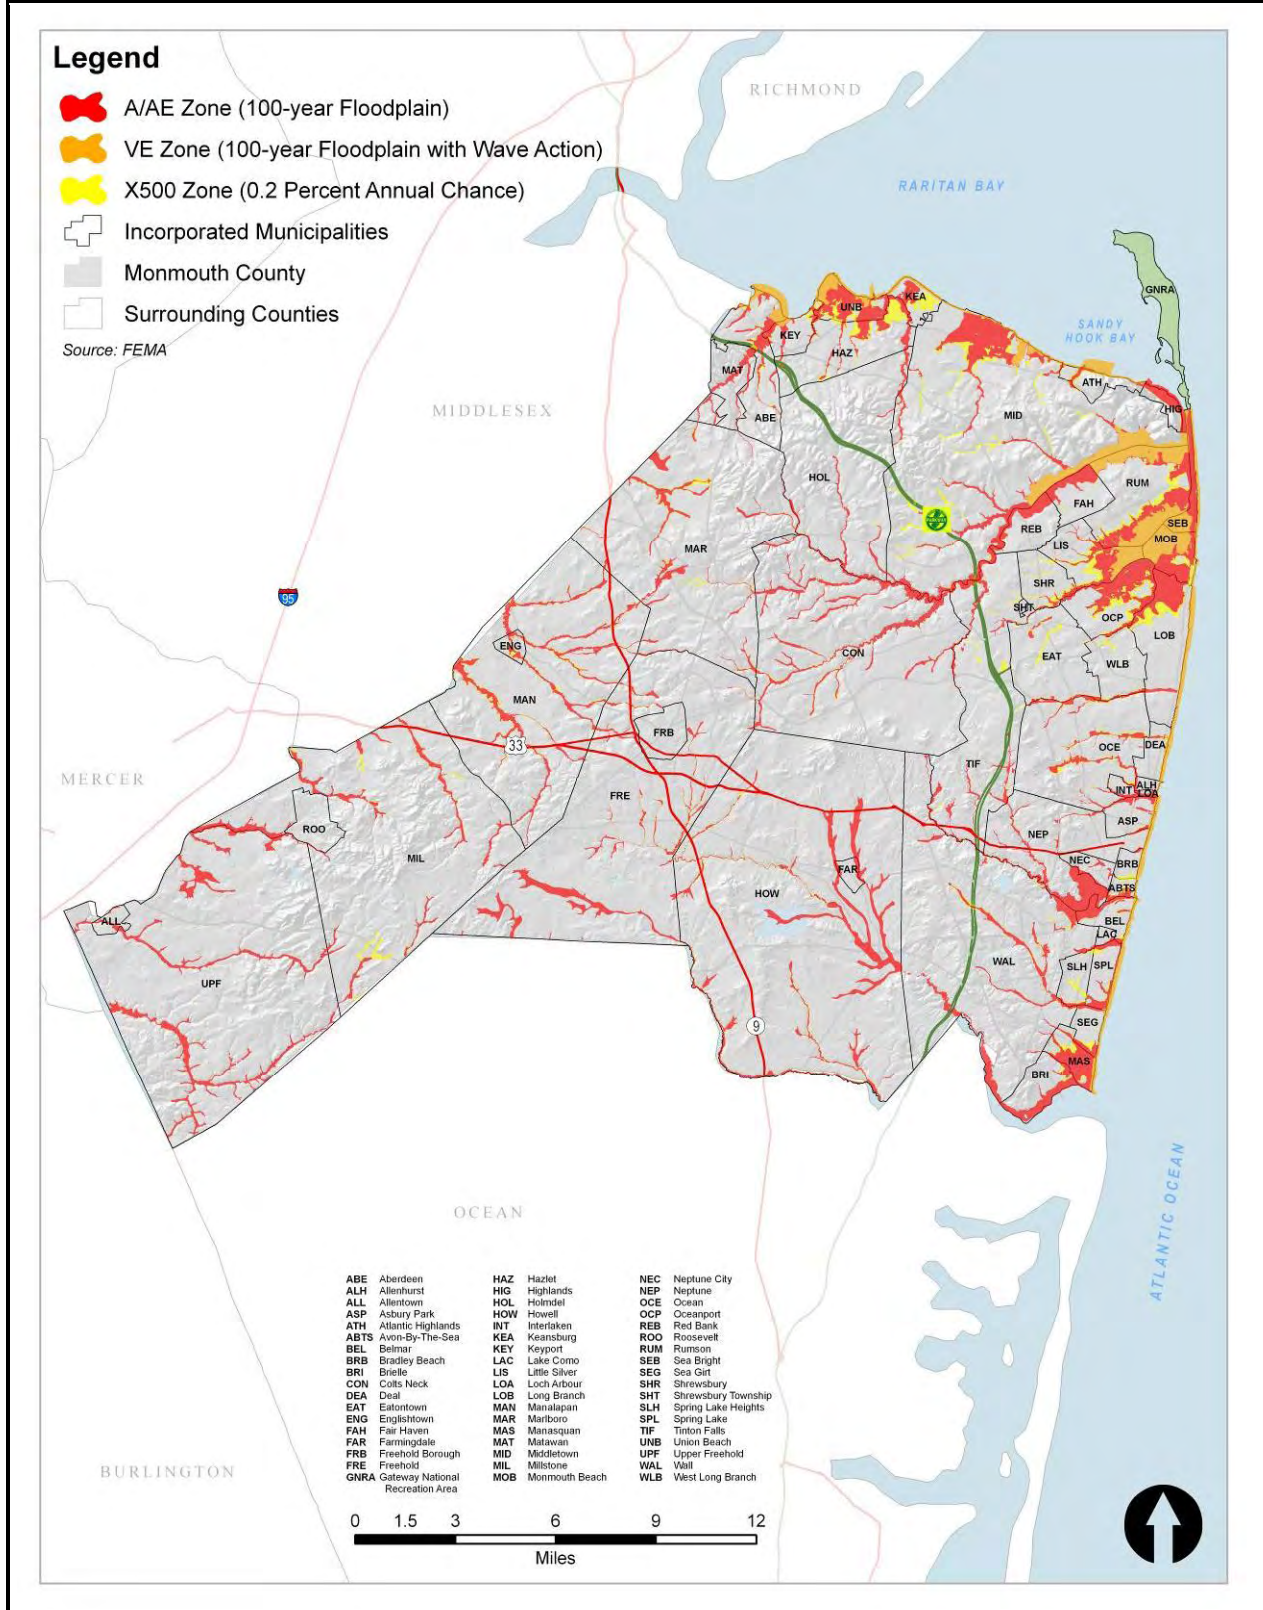 Legend
A/AE Zone (100-year Floodplain)
VE Zone (100-year Floodplain with Wave Action)
X500 Zone (0.2 Percent Annual Chance)
Incorporated Municipalities
Monmouth County
Surrounding Counties
Source: FEMA
RICHMOND
RARITAN BAY
GNRA
SANDY
HOOK BAY
UNB
KEA
KEY
HAZ
MAT
ATH
HIG
MIDDLESEX
ABE
MID
HOL
RUM
FAH
REB
SEB
MOB
LIS
MAR
95
SHR
SHT
OCP
LOB
ENG
CON
EAT
WLB
MAN
FRB
33
OCE
DEA
MERCER
TIF
INT
ALH
LOA
FRE
ROO
ASP
NEP
MIL
NEC
BRB
FAR
ABTS
HOW
ALL
BEL
LAC
WAL
SLH
SPL
UPF
9
SEG
MAS
BRI
ATLANTIC OCEAN
OCEAN
BURLINGTON
ABE Aberdeen
ALH Allenhurst
ALL Allentown
ASP Asbury Park
ATH Atlantic Highlands
ABTS Avon-By-The-Sea
BEL Belmar
BRB Bradley Beach
BRI Brielle
CON Colts Neck
DEA Deal
EAT Eatontown
ENG Englishtown
FAH Fair Haven
FAR Farmingdale
FRB Freehold Borough
FRE Freehold
GNRA Gateway National
Recreation Area
HAZ Hazlet
HIG Highlands
HOL Holmdel
HOW Howell
INT Interlaken
KEA Keansburg
KEY Keyport
LAC Lake Como
LIS Little Silver
LOA Loch Arbour
LOB Long Branch
MAN Manalapan
MAR Marlboro
MAS Manasquan
MAT Matawan
MID Middletown
MIL Millstone
MOB Monmouth Beach
NEC Neptune City
NEP Neptune
OCE Ocean
OCP Oceanport
REB Red Bank
ROO Roosevelt
RUM Rumson
SEB Sea Bright
SEG Sea Girt
SHR Shrewsbury
SHT Shrewsbury Township
SLH Spring Lake Heights
SPL Spring Lake
TIF Tinton Falls
UNB Union Beach
UPF Upper Freehold
WAL Wall
WLB West Long Branch
0 1.5 3 6 9 12
Miles